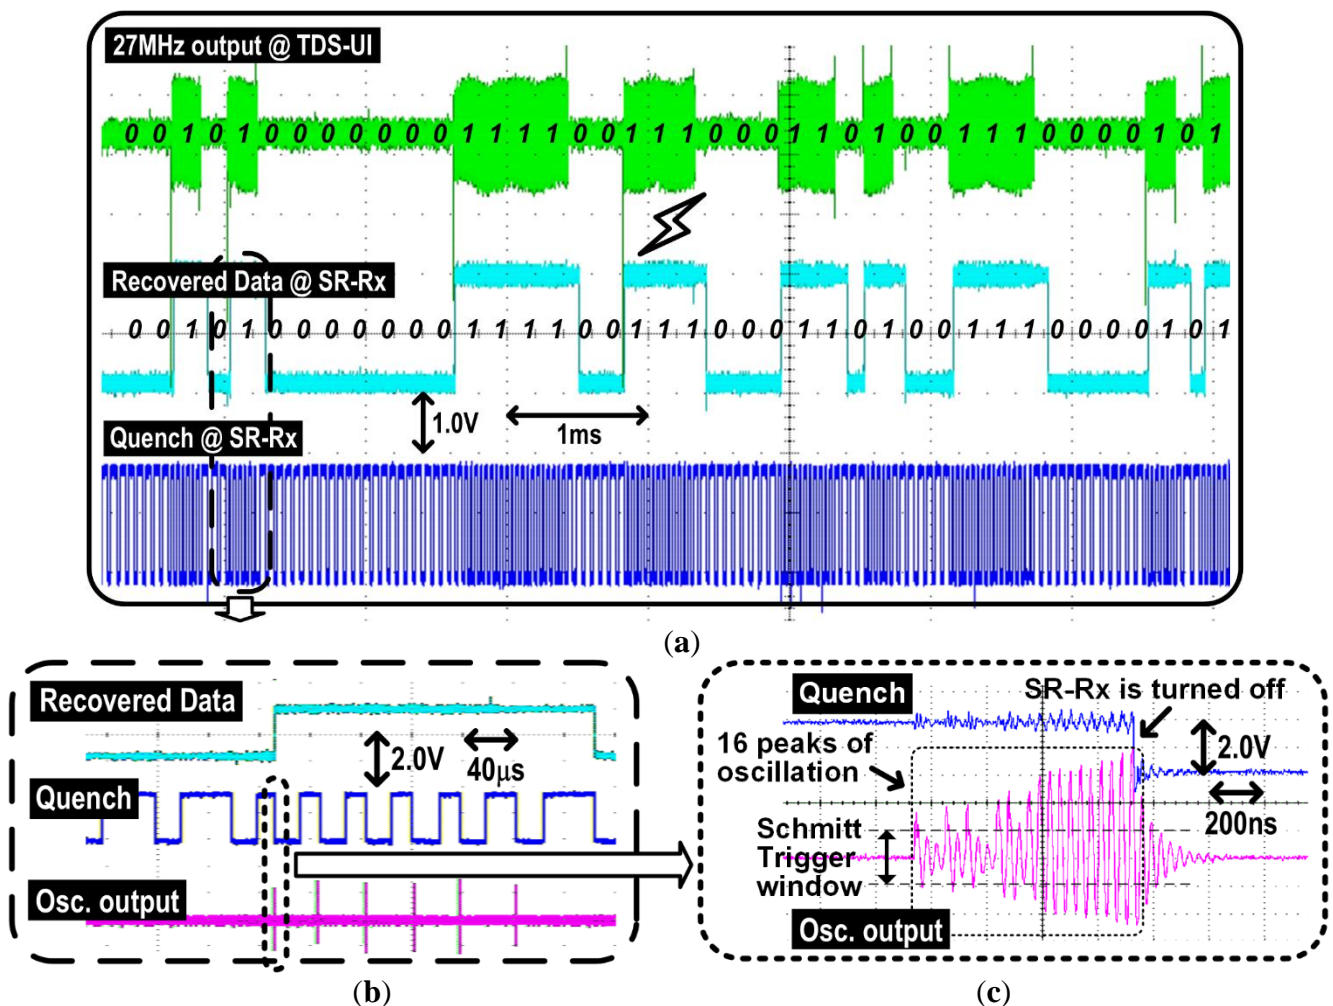 27MHz output @ TDS-UI
0 0 1 0 1 0 0 0 0 0 0 0 1 1 1 1 0 0 1 1 1 0 0 0 1 1 0 1 0 0 1 1 1 0 0 0 0 1 0 1
Recovered Data @ SR-Rx
0 0 1 0 1 0 0 0 0 0 0 0 1 1 1 1 0 0 1 1 1 0 0 0 1 1 0 1 0 0 1 1 1 0 0 0 0 1 0 1
1.0V
1ms
Quench @ SR-Rx
(a)
Recovered Data
2.0V
40μs
Quench
Osc. output
(b)
Quench
SR-Rx is turned off
16 peaks of
oscillation
2.0V
200ns
Schmitt
Trigger
window
Osc. output
(c)